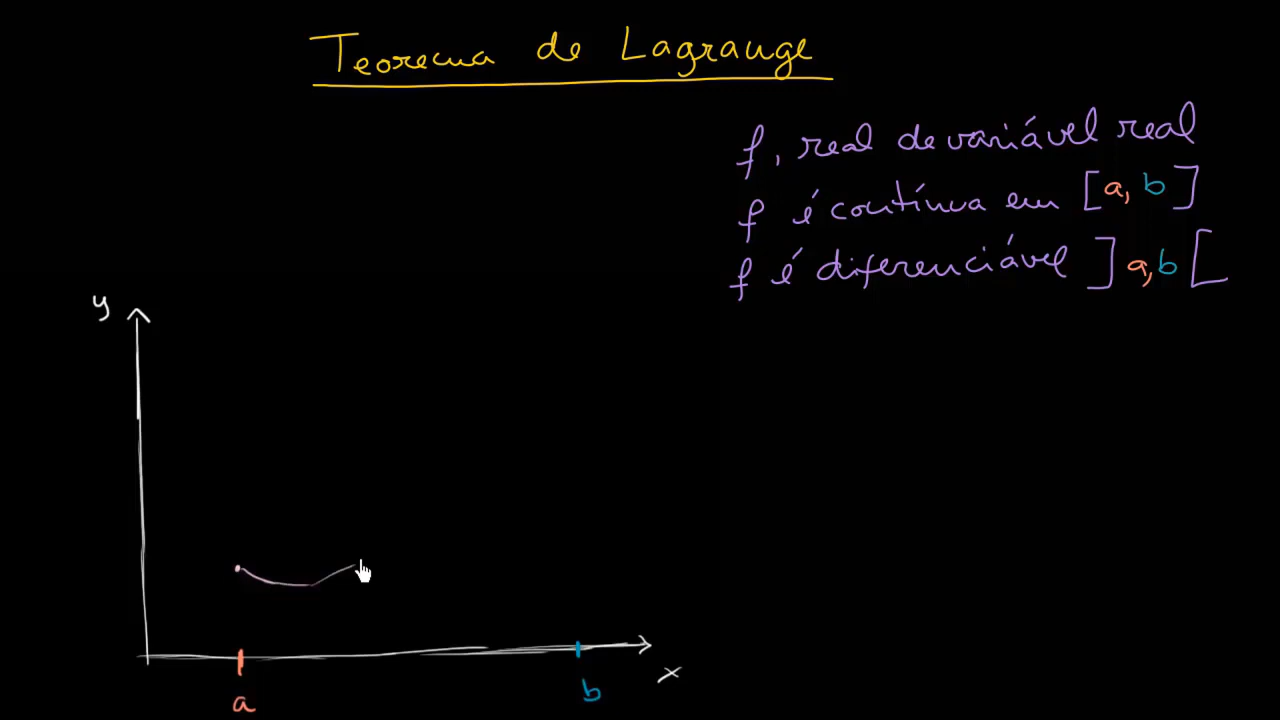 Teorema de Lagrange
f, real de variável real
f é contínua em [a, b]
f é diferenciável ]a,b[
y
x
a
b